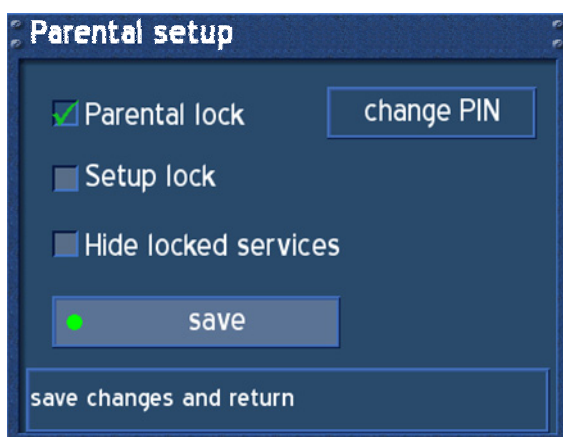 Parental setup
Parental lock
change PIN
Setup lock
Hide locked services
save
save changes and return